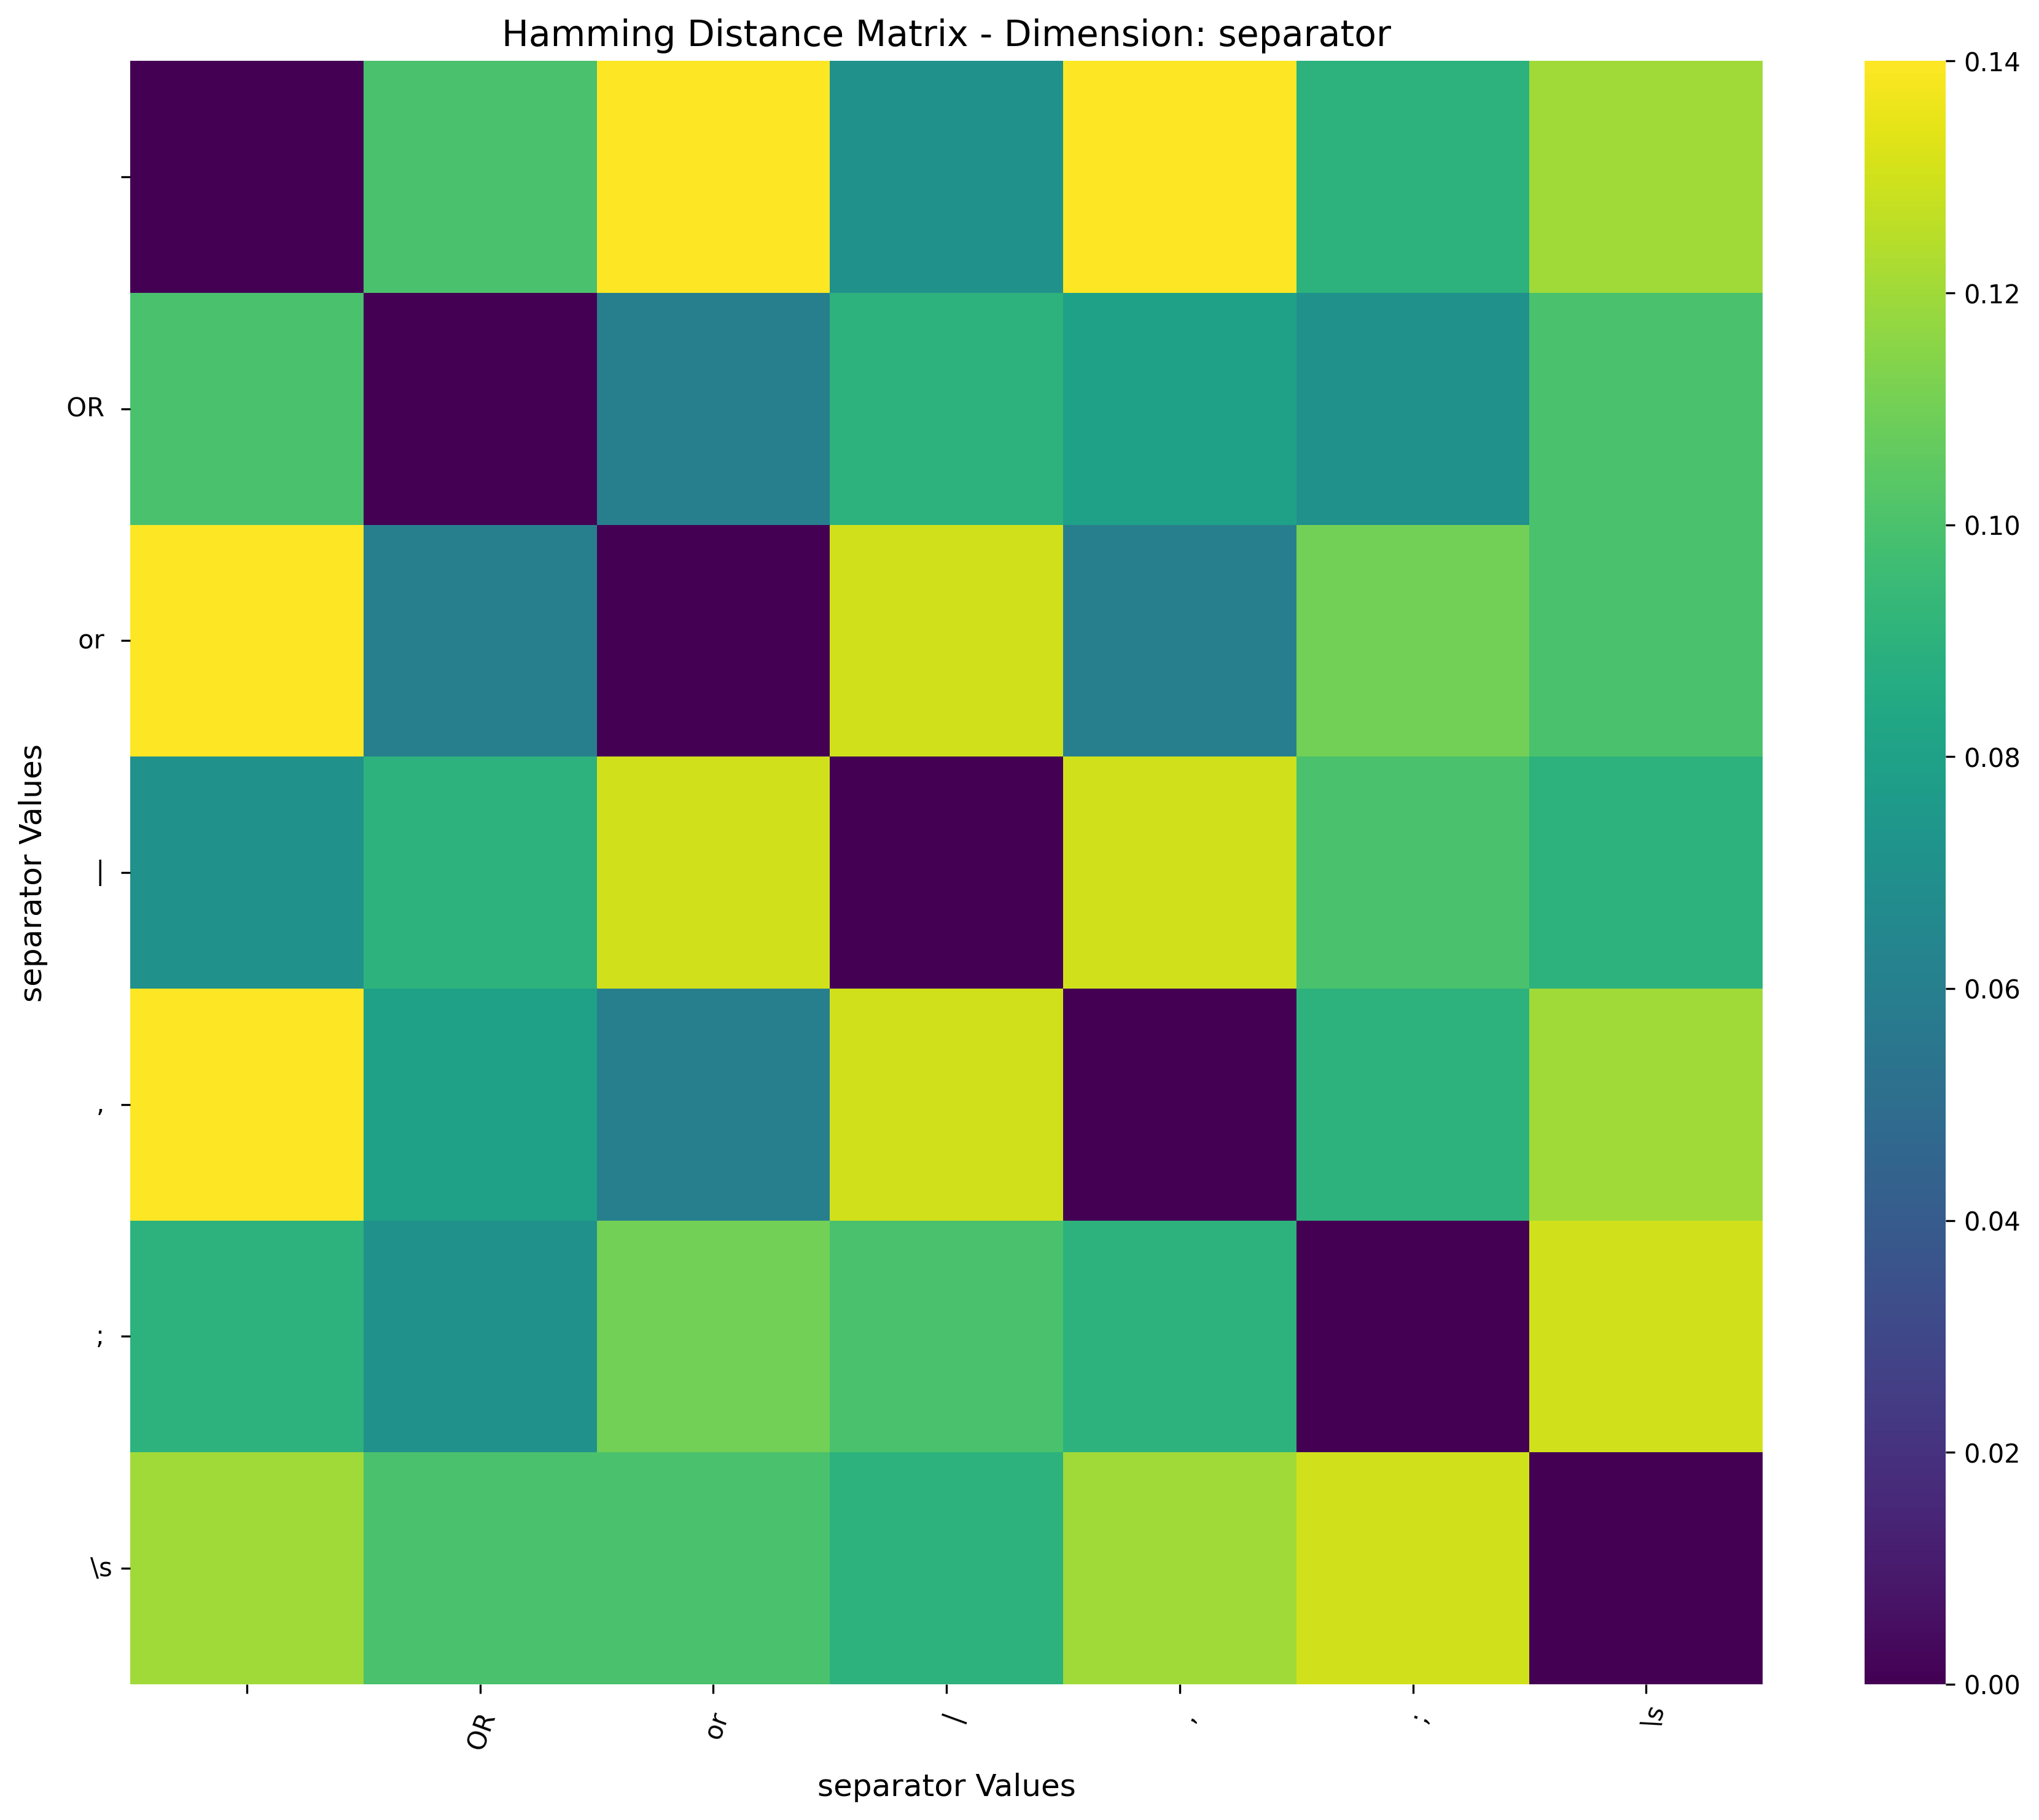 Hamming Distance Matrix - Dimension: separator
0.14
0.12
0.10
0.08
0.06
0.04
0.02
0.00
separator Values
OR
or
|
,
;
\s
OR
or
|
,
;
\s
separator Values